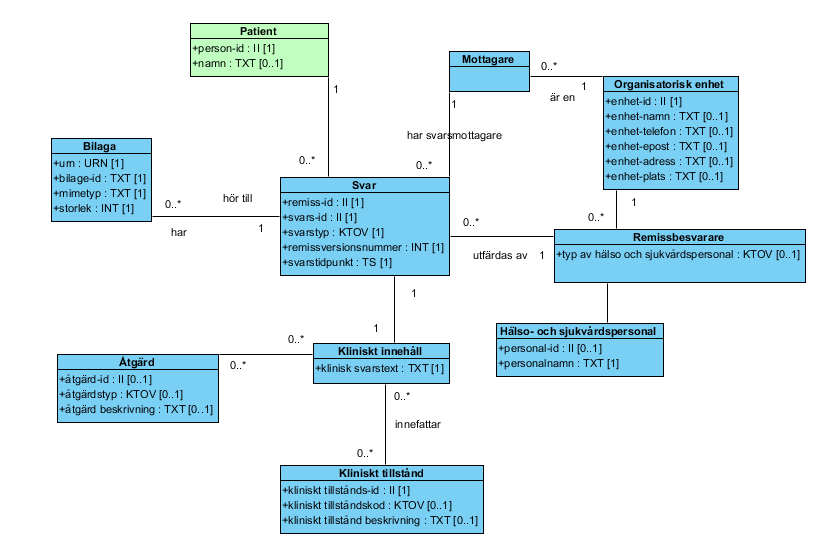 Patient
+person-id : II [1]
+namn : TXT [0..1]
1
0..*
Mottagare
0..*
1
är en
1
har svarsmottagare
0..*
Organisatorisk enhet
+enhet-id : II [1]
+enhet-namn : TXT [0..1]
+enhet-telefon : TXT [0..1]
+enhet-epost : TXT [0..1]
+enhet-adress : TXT [0..1]
+enhet-plats : TXT [0..1]
1
0..*
Bilaga
+urn : URN [1]
+bilage-id : TXT [1]
+mimetyp : TXT [1]
+storlek : INT [1]
0..*
hör till
har
1
Svar
+remiss-id : II [1]
+svars-id : II [1]
+svarstyp : KTOV [1]
+remissversionsnummer : INT [1]
+svarstidpunkt : TS [1]
0..*
utfärdas av
1
Remissbesvarare
+typ av hälso och sjukvårdspersonal : KTOV [0..1]
1
1
Hälso- och sjukvårdspersonal
+personal-id : II [0..1]
+personalnamn : TXT [1]
Åtgärd
+åtgärd-id : II [0..1]
+åtgärdstyp : KTOV [0..1]
+åtgärd beskrivning : TXT [0..1]
0..*
0..*
Kliniskt innehåll
+klinisk svarstext : TXT [1]
0..*
innefattar
0..*
Kliniskt tillstånd
+kliniskt tillstånds-id : II [1]
+kliniskt tillståndskod : KTOV [0..1]
+kliniskt tillstånd beskrivning : TXT [0..1]